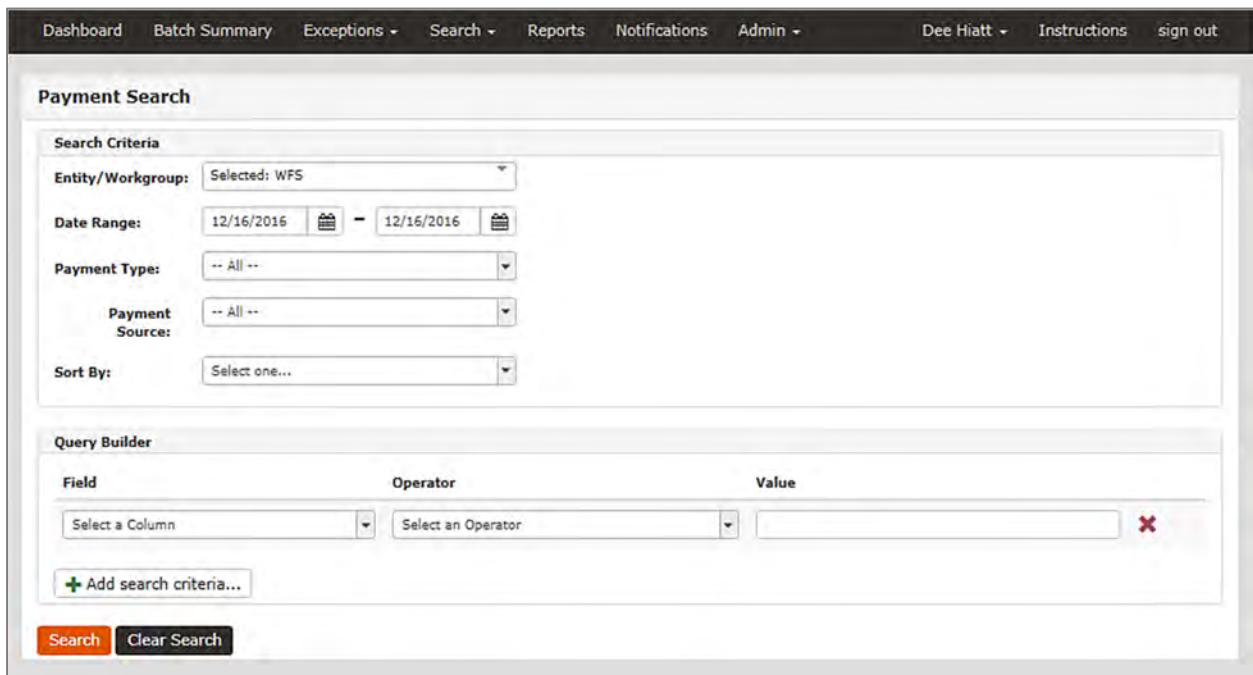 Dashboard Batch Summary Exceptions Search Reports Notifications Admin Dee Hiatt Instructions sign out
Payment Search
Search Criteria
Entity/Workgroup: Selected: WFS
Date Range: 12/16/2016 – 12/16/2016
Payment Type: -- All --
Payment -- All --
Source:
Sort By: Select one...
Query Builder
Field Operator Value
Select a Column Select an Operator
Add search criteria...
Search Clear Search